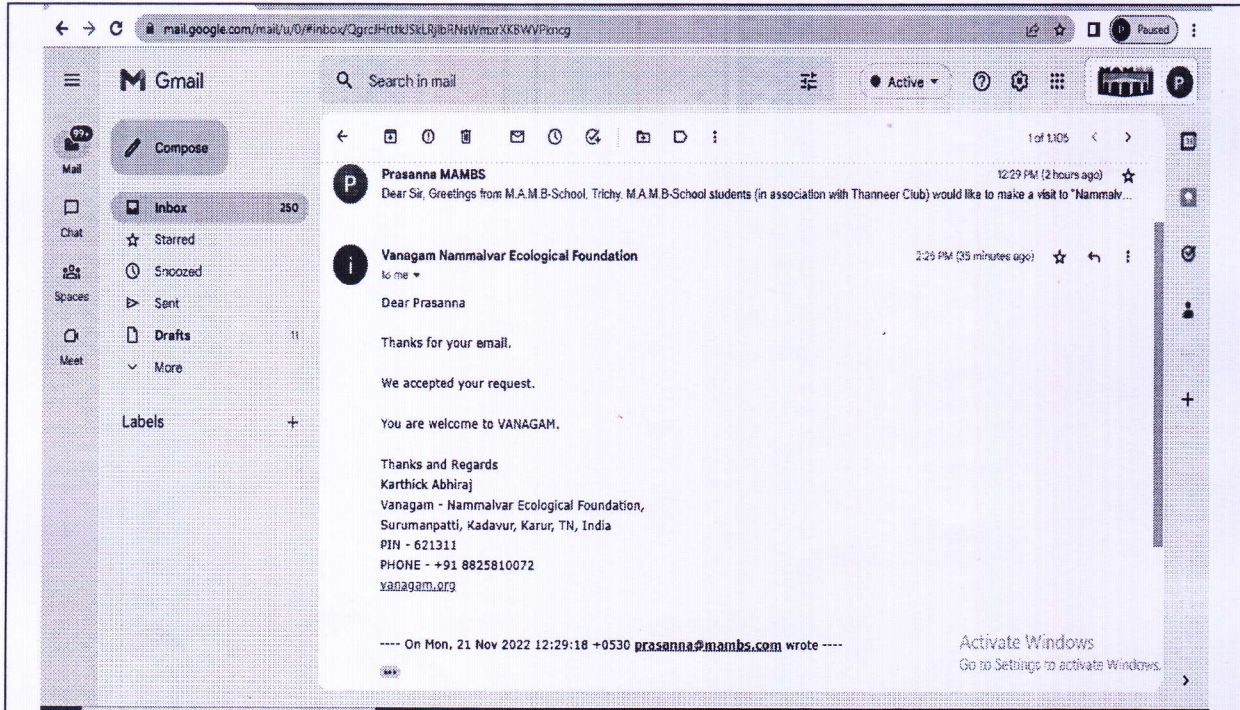 mail.google.com/mail/u/0/#inbox/
Paused
Gmail
Search in mail
Active
MAMBS
P
99+
Mail
Compose
1 of 1,105
Prasanna MAMBS
12:29 PM (2 hours ago)
P
Dear Sir, Greetings from M.A.M.B-School, Trichy. M.A.M.B-School students (in association with Thanneer Club) would like to make a visit to "Nammalv...
Inbox
250
Chat
Starred
Snoozed
Spaces
Sent
Drafts
11
Meet
More
Labels
i
Vanagam Nammalvar Ecological Foundation
(35 minutes ago)
to me
Dear Prasanna
Thanks for your email.
We accepted your request.
You are welcome to VANAGAM.
Thanks and Regards
Karthick Abhiraj
Vanagam - Nammalvar Ecological Foundation,
Surumanpatti, Kadavur, Karur, TN, India
PIN - 621311
PHONE - +91 8825810072
vanagam.org
---- On Mon, 21 Nov 2022 12:29:18 +0530 prasanna@mambs.com wrote ----
Activate Windows
Go to Settings to activate Windows.